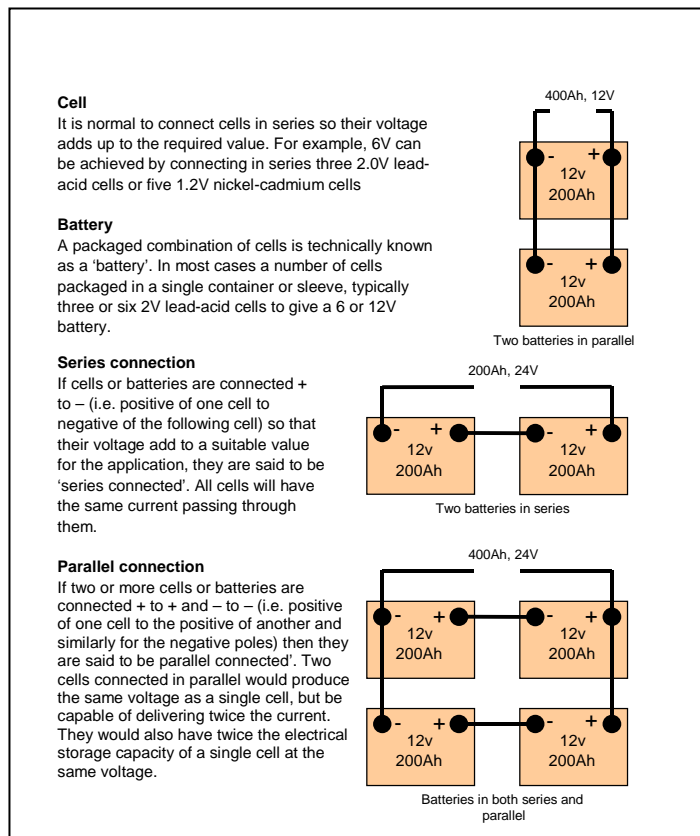 Cell
It is normal to connect cells in series so their voltage
adds up to the required value. For example, 6V can
be achieved by connecting in series three 2.0V lead-
acid cells or five 1.2V nickel-cadmium cells
Battery
A packaged combination of cells is technically known
as a ‘battery’. In most cases a number of cells
packaged in a single container or sleeve, typically
three or six 2V lead-acid cells to give a 6 or 12V
battery.
Series connection
If cells or batteries are connected +
to – (i.e. positive of one cell to
negative of the following cell) so that
their voltage add to a suitable value
for the application, they are said to be
‘series connected’. All cells will have
the same current passing through
them.
Parallel connection
If two or more cells or batteries are
connected + to + and – to – (i.e. positive
of one cell to the positive of another and
similarly for the negative poles) then they
are said to be parallel connected’. Two
cells connected in parallel would produce
the same voltage as a single cell, but be
capable of delivering twice the current.
They would also have twice the electrical
storage capacity of a single cell at the
same voltage.
400Ah, 12V
- +
12v
200Ah
- +
12v
200Ah
Two batteries in parallel
200Ah, 24V
- + - +
12v 12v
200Ah 200Ah
Two batteries in series
400Ah, 24V
- + - +
12v 12v
200Ah 200Ah
- + - +
12v 12v
200Ah 200Ah
Batteries in both series and
parallel